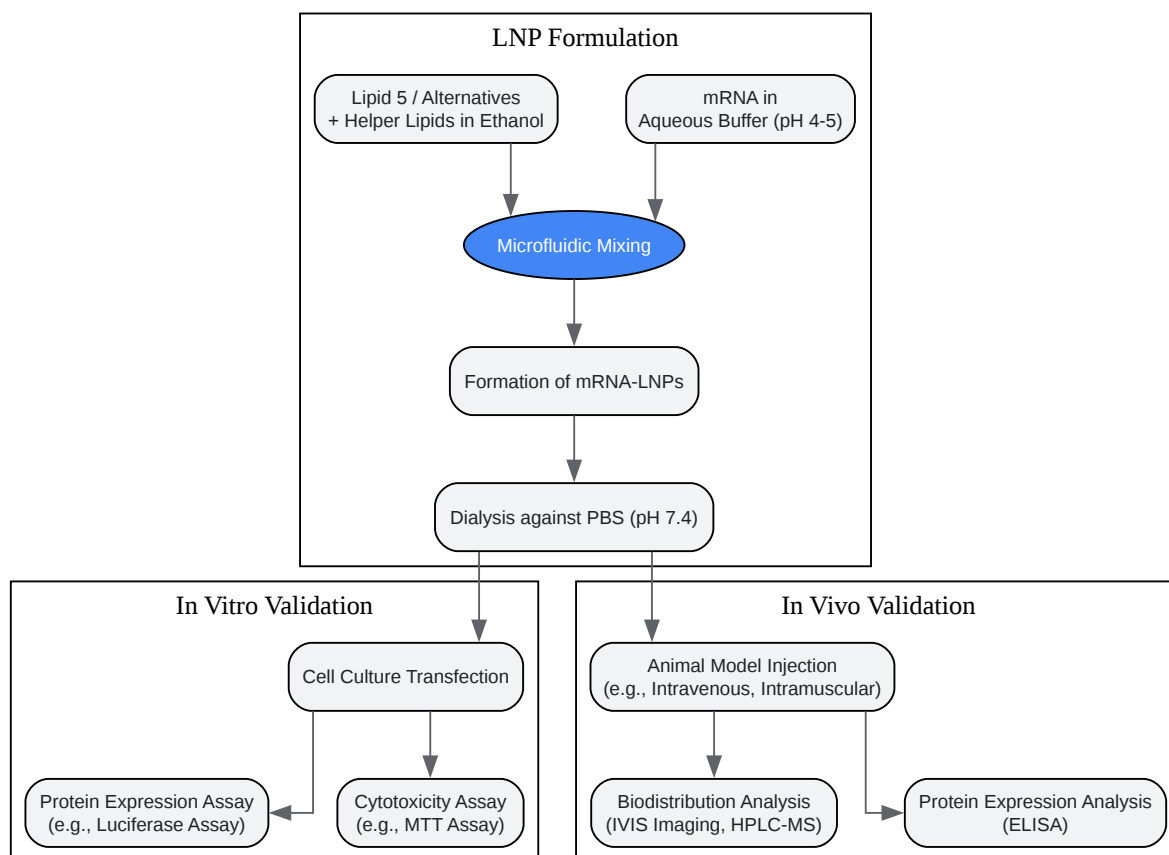 LNP Formulation
Lipid 5 / Alternatives
+ Helper Lipids in Ethanol
mRNA in
Aqueous Buffer (pH 4-5)
Microfluidic Mixing
Formation of mRNA-LNPs
Dialysis against PBS (pH 7.4)
In Vitro Validation
Cell Culture Transfection
Protein Expression Assay
(e.g., Luciferase Assay)
Cytotoxicity Assay
(e.g., MTT Assay)
In Vivo Validation
Animal Model Injection
(e.g., Intravenous, Intramuscular)
Biodistribution Analysis
(IVIS Imaging, HPLC-MS)
Protein Expression Analysis
(ELISA)